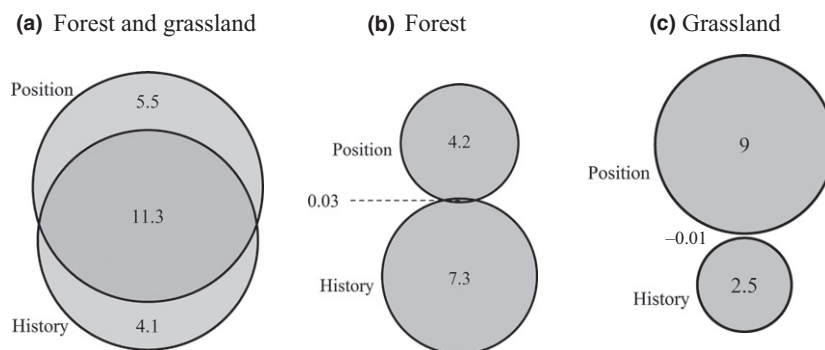 (a) Forest and grassland
Position
5.5
11.3
History
4.1
(b) Forest
Position
4.2
0.03
History
7.3
(c) Grassland
Position
9
–0.01
History
2.5